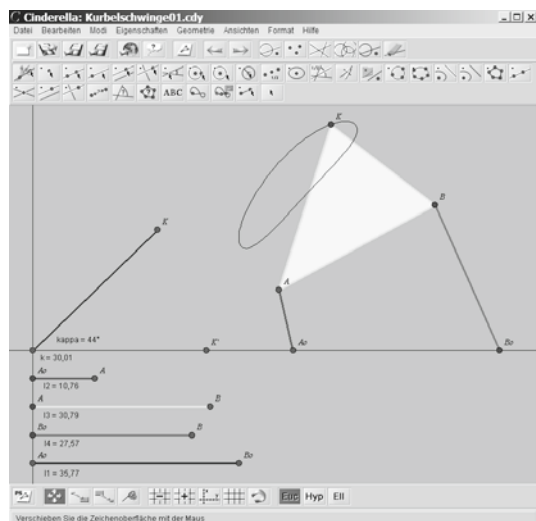 Cinderella: Kurbelschwinge01.cdy
Datei Bearbeiten Modi Eigenschaften Geometrie Ansichten Format Hilfe
ABC
K
B
K
A
kappa = 44°
K'
Ao
Bo
k = 30,01
Ao A
l2 = 10,76
A B
l3 = 30,79
Bo B
l4 = 27,57
Ao Bo
l1 = 35,77
Euc Hyp Ell
Verschieben Sie die Zeichenoberfläche mit der Maus